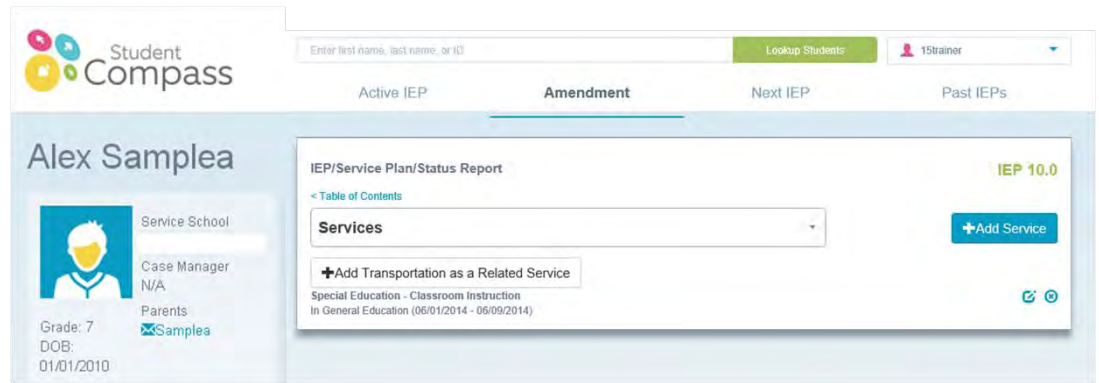 Student
Compass
Enter first name, last name, or ID
Lookup Students
15trainer
Active IEP
Amendment
Next IEP
Past IEPs
Alex Samplea
Service School
Case Manager
N/A
Parents
Samplea
Grade: 7
DOB:
01/01/2010
IEP/Service Plan/Status Report
IEP 10.0
< Table of Contents
Services
+Add Service
+Add Transportation as a Related Service
Special Education - Classroom Instruction
In General Education (06/01/2014 - 06/09/2014)